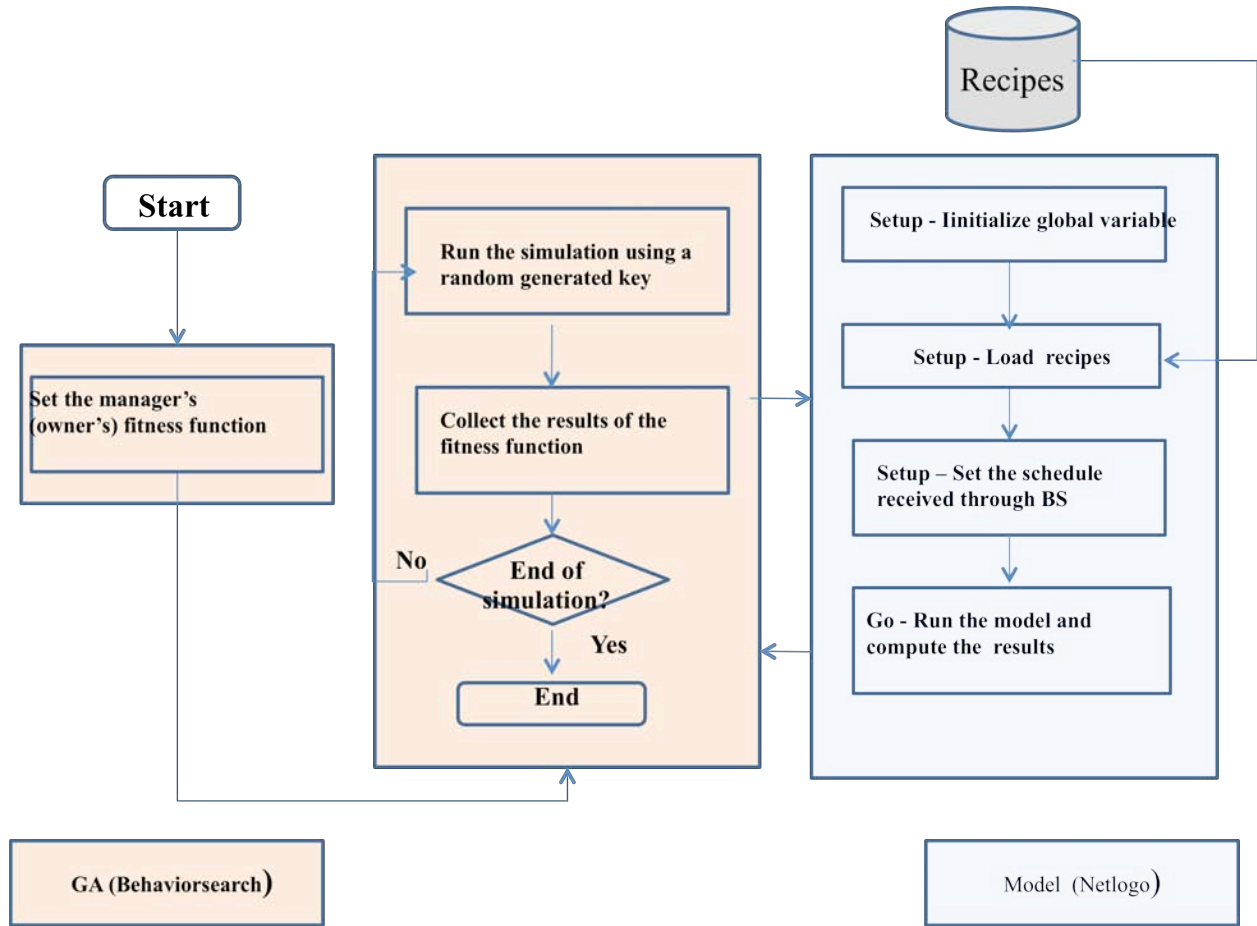 Recipes
Start
Set the manager’s
(owner’s) fitness function
Run the simulation using a
random generated key
Collect the results of the
fitness function
No
End of
simulation?
Yes
End
Setup - Iinitialize global variable
Setup - Load recipes
Setup – Set the schedule
received through BS
Go - Run the model and
compute the results
GA (Behaviorsearch)
Model (Netlogo)